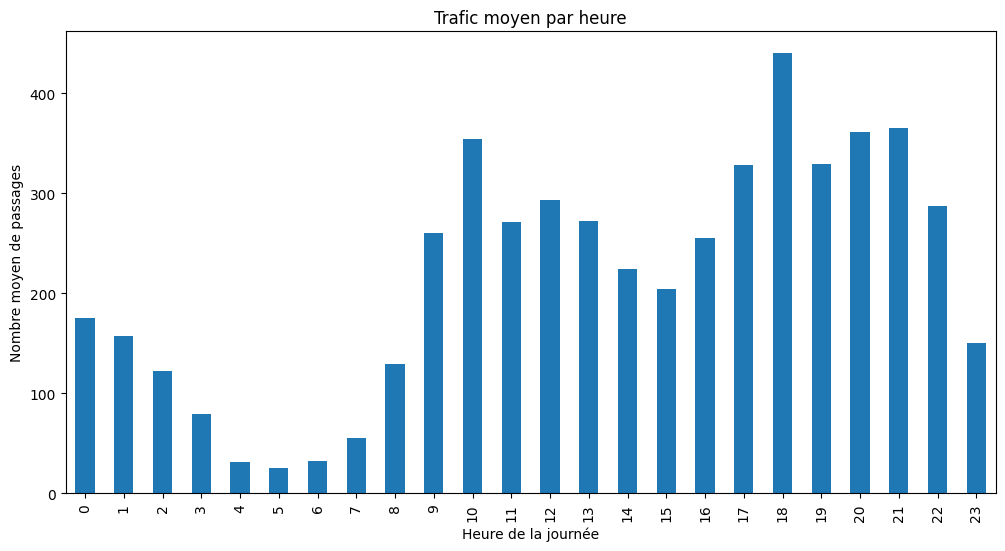 Trafic moyen par heure
Nombre moyen de passages
400
300
200
100
0
0 1 2 3 4 5 6 7 8 9 10 11 12 13 14 15 16 17 18 19 20 21 22 23
Heure de la journée